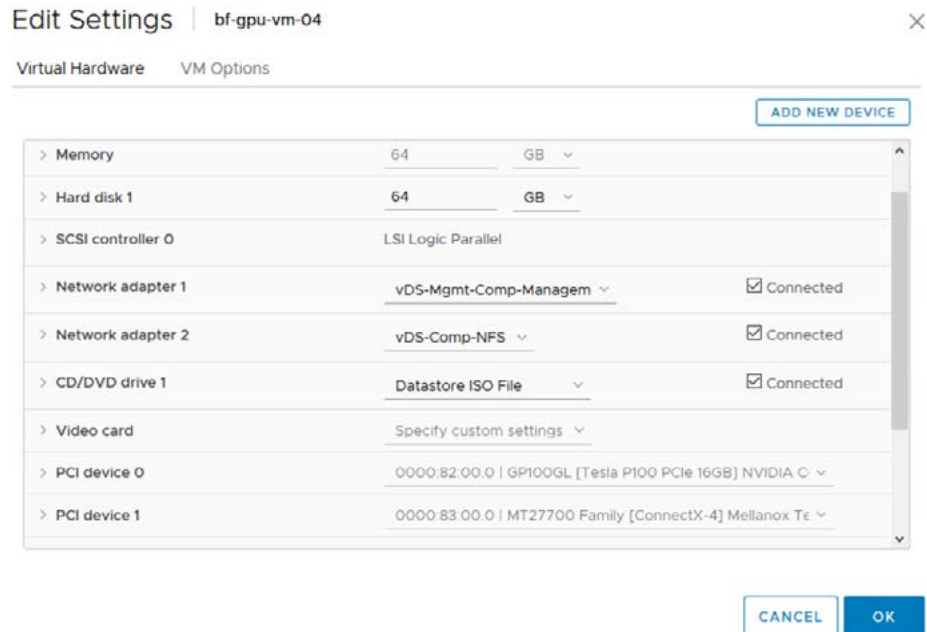 Edit Settings bf-gpu-vm-04
Virtual Hardware VM Options
ADD NEW DEVICE
Memory 64 GB
Hard disk 1 64 GB
SCSI controller 0 LSI Logic Parallel
Network adapter 1 vDS-Mgmt-Comp-Managem Connected
Network adapter 2 vDS-Comp-NFS Connected
CD/DVD drive 1 Datastore ISO File Connected
Video card Specify custom settings
PCI device 0 0000:82:00.0 | GP100GL [Tesla P100 PCIe 16GB] NVIDIA
PCI device 1 0000:83:00.0 | MT27700 Family [ConnectX-4] Mellanox Te
CANCEL OK